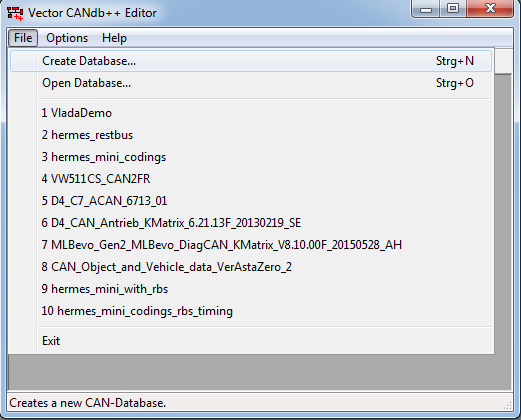 Vector CANdb++ Editor
File Options Help
Create Database... Strg+N
Open Database... Strg+O
1 VladaDemo
2 hermes_restbus
3 hermes_mini_codings
4 VW511CS_CAN2FR
5 D4_C7_ACAN_6713_01
6 D4_CAN_Antrieb_KMatrix_6.21.13F_20130219_SE
7 MLBevo_Gen2_MLBevo_DiagCAN_KMatrix_V8.10.00F_20150528_AH
8 CAN_Object_and_Vehicle_data_VerAstaZero_2
9 hermes_mini_with_rbs
10 hermes_mini_codings_rbs_timing
Exit
Creates a new CAN-Database.